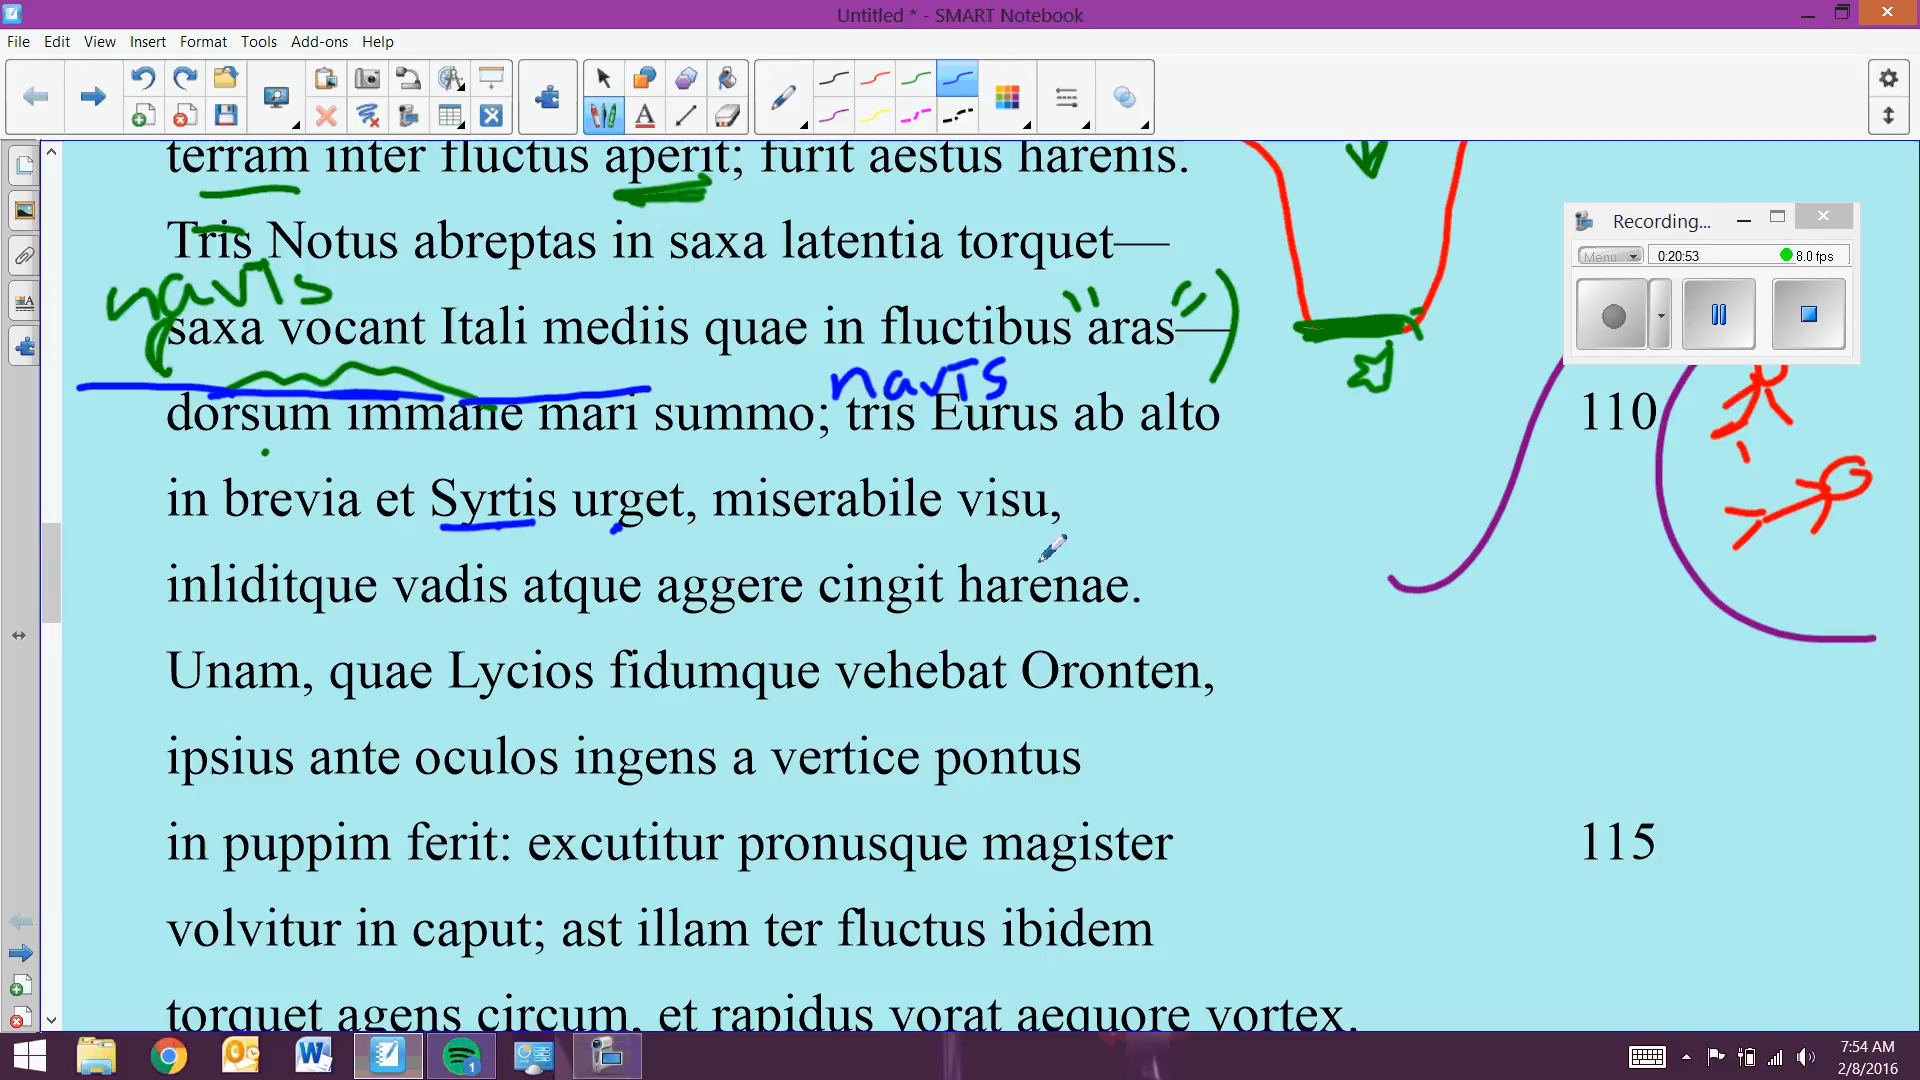 Untitled * - SMART Notebook
File Edit View Insert Format Tools Add-ons Help
terram inter fluctus aperit; furit aestus harenis.
Recording...
Tris Notus abreptas in saxa latentia torquet—
Menu 0:20:53 8.0 fps
navis
" "
saxa vocant Itali mediis quae in fluctibus aras—)
navis
dorsum immane mari summo; tris Eurus ab alto 110
in brevia et Syrtis urget, miserabile visu,
inliditque vadis atque aggere cingit harenae.
Unam, quae Lycios fidumque vehebat Oronten,
ipsius ante oculos ingens a vertice pontus
in puppim ferit: excutitur pronusque magister 115
volvitur in caput; ast illam ter fluctus ibidem
torquet agens circum, et rapidus vorat aequore vortex.
7:54 AM
2/8/2016